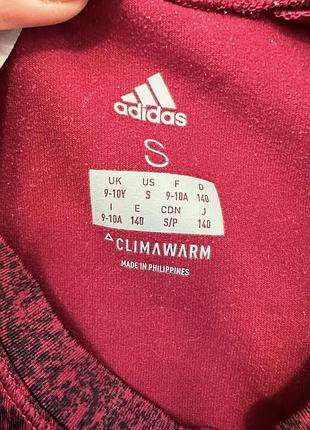 adidas
S
UK US F D
9-10Y S 9-10A 140
I E CDN J
9-10A 140 S/P 140
CLIMAWARM
MADE IN PHILIPPINES